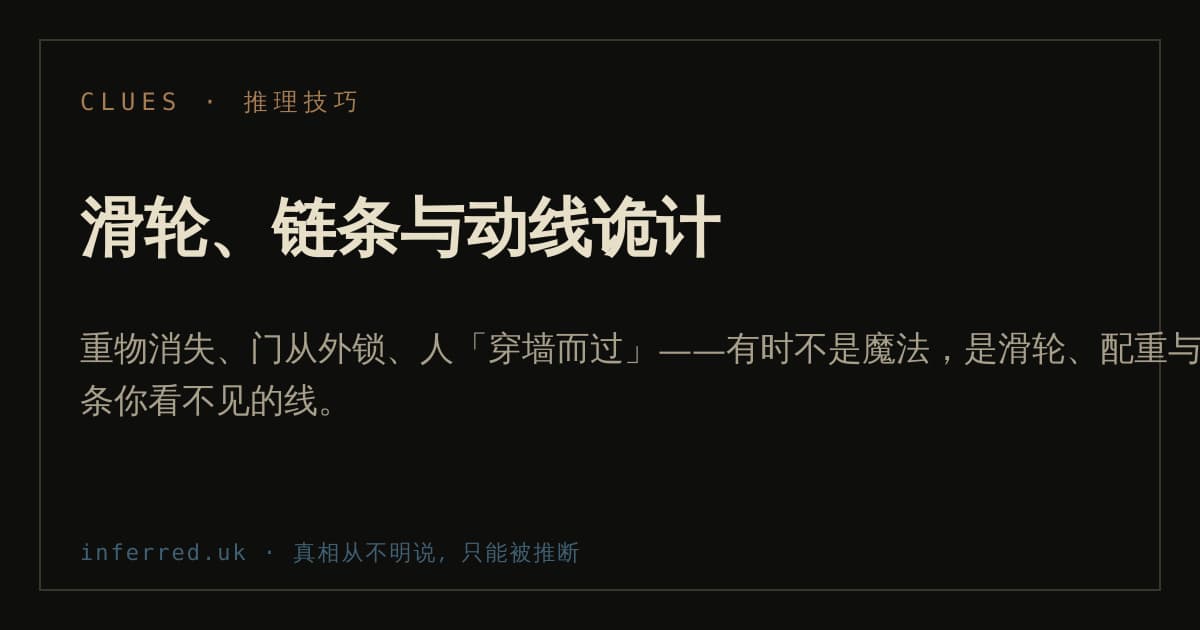 CLUES · 推理技巧
滑轮、链条与动线诡计
重物消失、门从外锁、人「穿墙而过」——有时不是魔法，是滑轮、配重与
条你看不见的线。
inferred.uk · 真相从不明说, 只能被推断